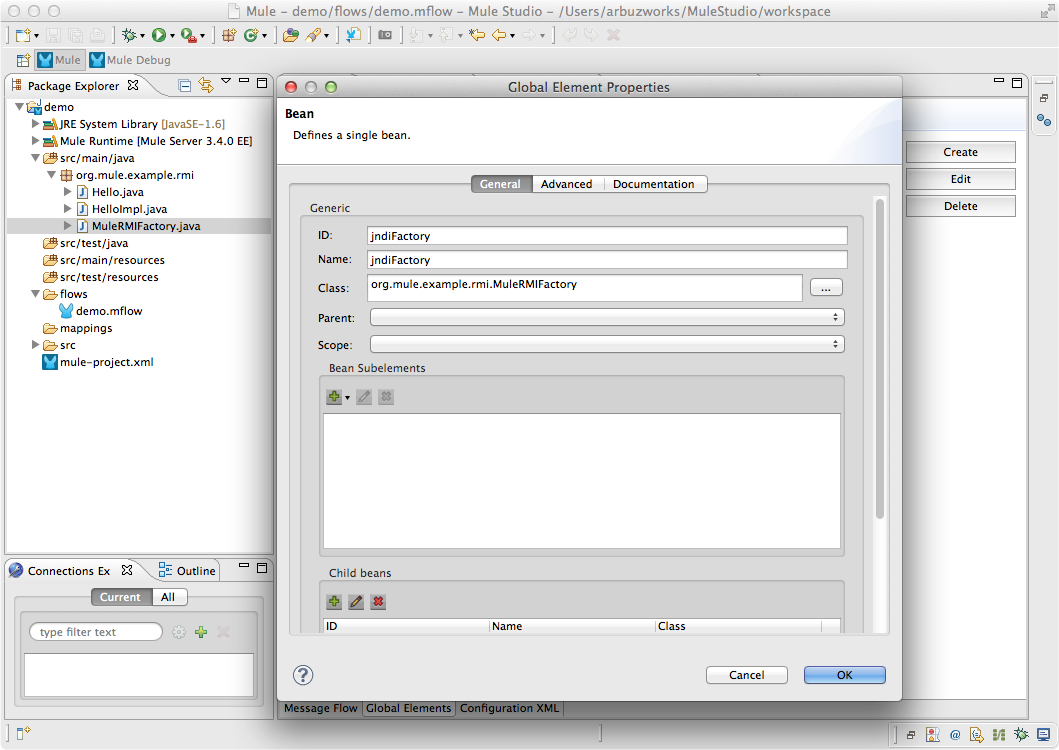 Mule – demo/flows/demo.mflow – Mule Studio – /Users/arbuzworks/MuleStudio/workspace
Mule
Mule Debug
Package Explorer
demo
JRE System Library [JavaSE-1.6]
Mule Runtime [Mule Server 3.4.0 EE]
src/main/java
org.mule.example.rmi
Hello.java
HelloImpl.java
MuleRMIFactory.java
src/test/java
src/main/resources
src/test/resources
flows
demo.mflow
mappings
src
mule-project.xml
Connections Ex
Outline
Current
All
type filter text
Global Element Properties
Bean
Defines a single bean.
General
Advanced
Documentation
Generic
ID:
jndiFactory
Name:
jndiFactory
Class:
org.mule.example.rmi.MuleRMIFactory
...
Parent:
Scope:
Bean Subelements
Child beans
ID
Name
Class
?
Cancel
OK
Create
Edit
Delete
Message Flow
Global Elements
Configuration XML